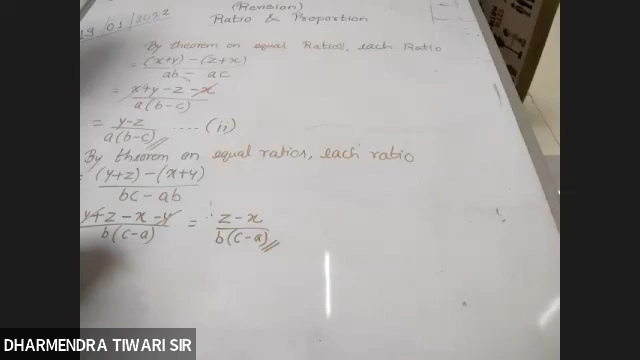 (Revision)
19/01/2022
Ratio & Proportion
By theorem on equal Ratios, each Ratio
= (x+y) - (z+x) / ab - ac
= x+y-z-x / a(b-c)
= y-z / a(b-c) .... (ii)
By theorem on equal ratios, each ratio
= (y+z) - (x+y) / bc - ab
y+z-x-y / b(c-a) = z-x / b(c-a)
DHARMENDRA TIWARI SIR